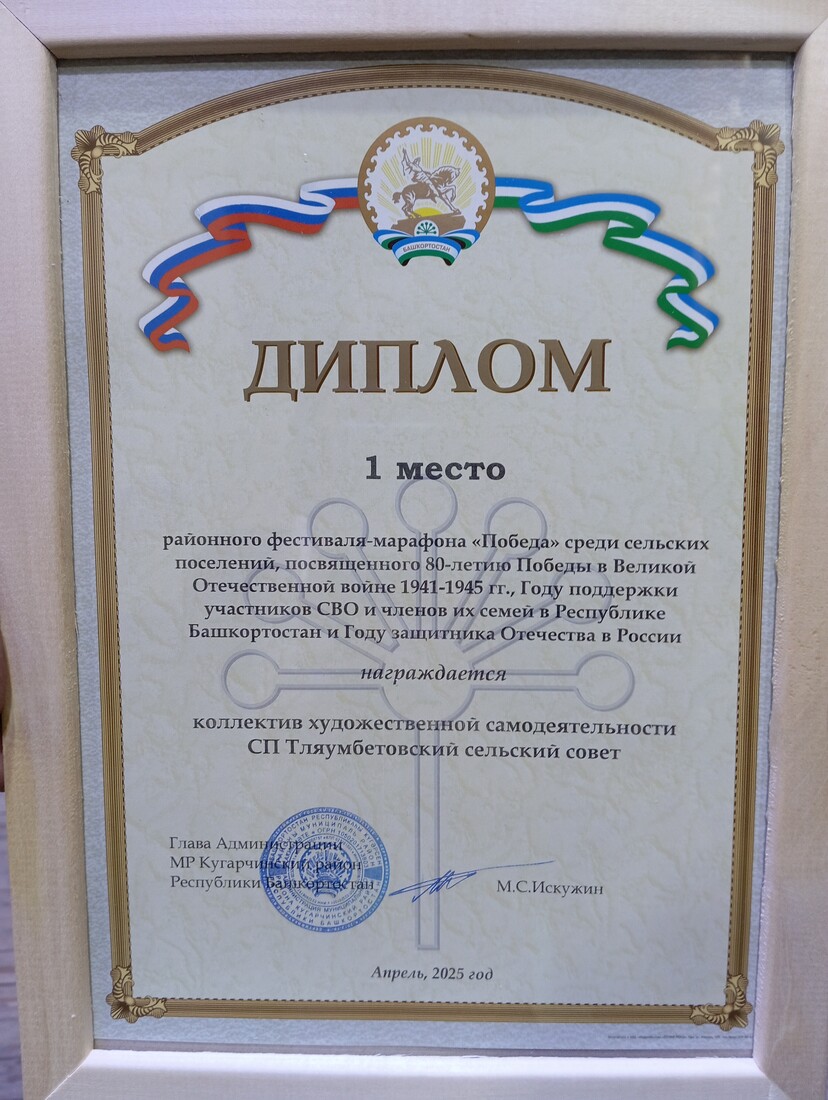 БАШКОРТОСТАН
ДИПЛОМ
1 место
районного фестиваля-марафона «Победа» среди сельских
поселений, посвященного 80-летию Победы в Великой
Отечественной войне 1941-1945 гг., Году поддержки
участников СВО и членов их семей в Республике
Башкортостан и Году защитника Отечества в России
награждается
коллектив художественной самодеятельности
СП Тляумбетовский сельский совет
Глава Администрации
МР Кугарчинский район
Республики Башкортостан
М.С.Искужин
Апрель, 2025 год